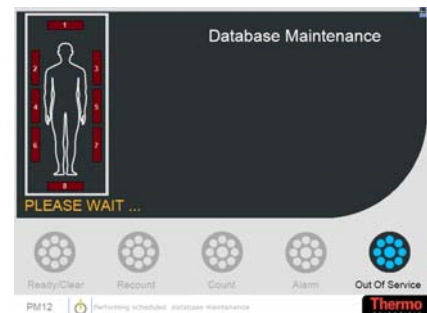 Database Maintenance
1
2
3
4
5
6
7
8
PLEASE WAIT ...
Ready/Clear
Recount
Count
Alarm
Out Of Service
PM12
Performing scheduled database maintenance
Thermo